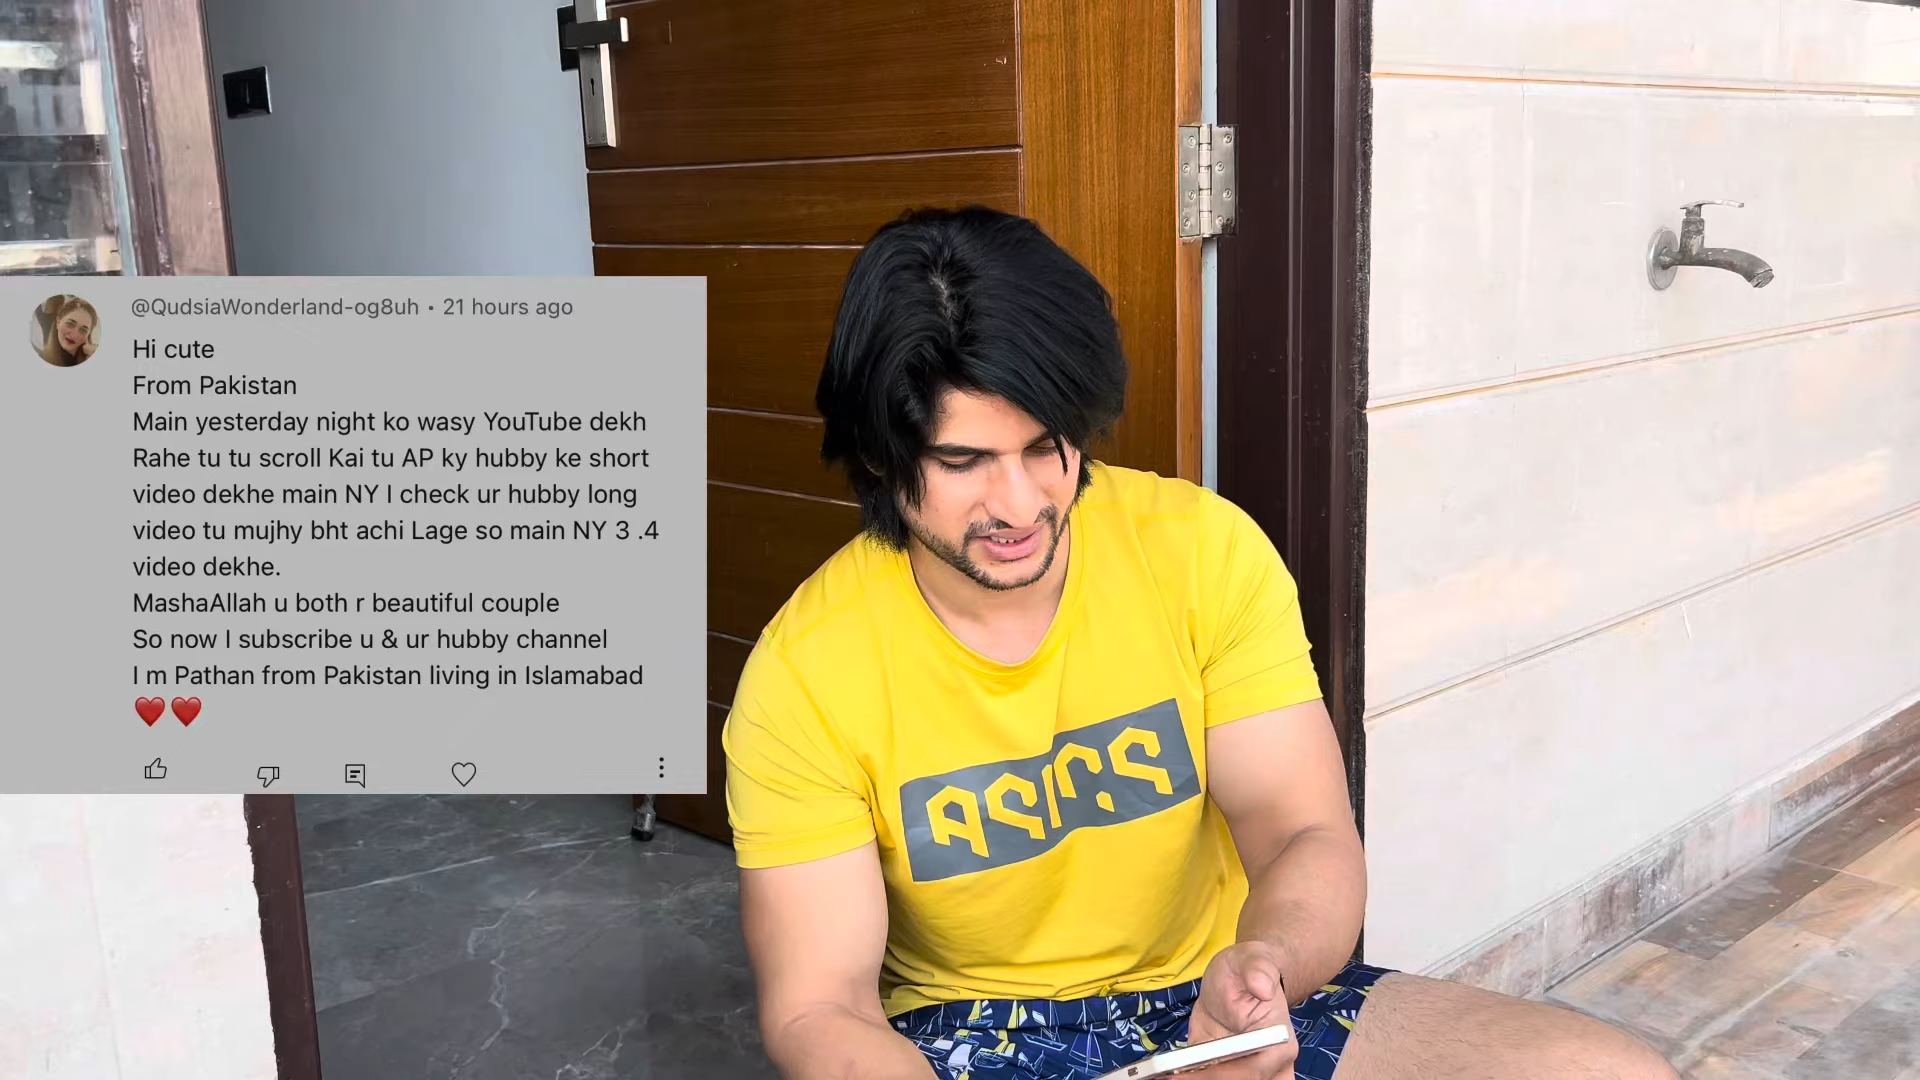 @QudsiaWonderland-og8uh • 21 hours ago
Hi cute
From Pakistan
Main yesterday night ko wasy YouTube dekh
Rahe tu tu scroll Kai tu AP ky hubby ke short
video dekhe main NY I check ur hubby long
video tu mujhy bht achi Lage so main NY 3 .4
video dekhe.
MashaAllah u both r beautiful couple
So now I subscribe u & ur hubby channel
I m Pathan from Pakistan living in Islamabad
❤️❤️
ASICS